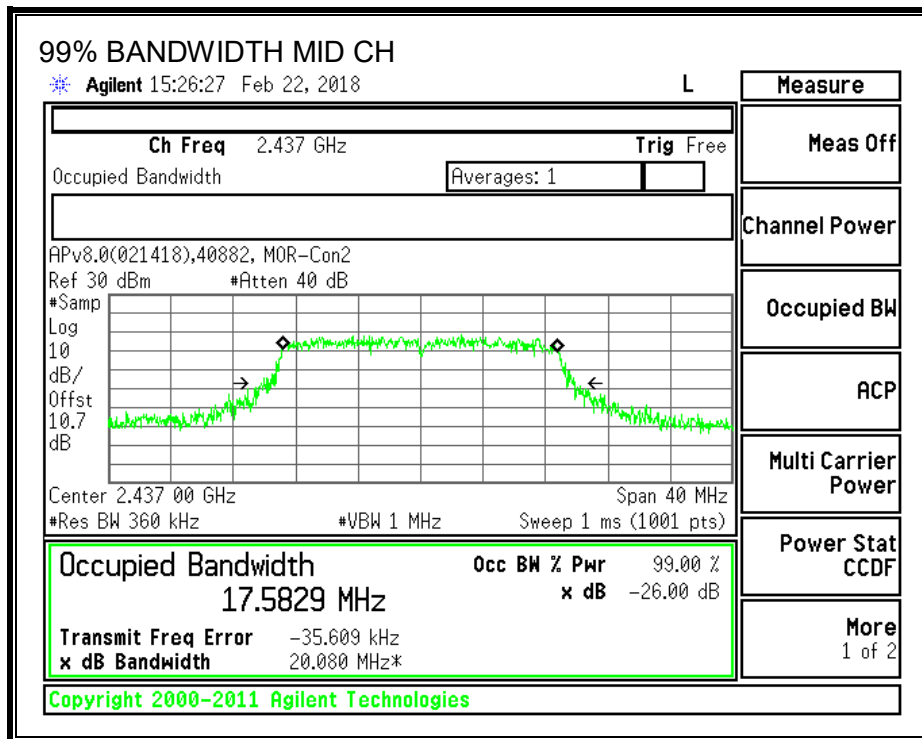 99% BANDWIDTH MID CH
Agilent 15:26:27 Feb 22, 2018 L
Measure
Ch Freq 2.437 GHz Trig Free
Meas Off
Occupied Bandwidth Averages: 1
Channel Power
APv8.0(021418),40882, MOR-Con2
Ref 30 dBm #Atten 40 dB
#Samp
Log
10
dB/
Offst
10.7
dB
Occupied BW
ACP
Multi Carrier
Power
Center 2.437 00 GHz Span 40 MHz
#Res BW 360 kHz #VBW 1 MHz Sweep 1 ms (1001 pts)
Power Stat
CCDF
Occupied Bandwidth Occ BW % Pwr 99.00 %
17.5829 MHz x dB -26.00 dB
Transmit Freq Error -35.609 kHz
x dB Bandwidth 20.080 MHz*
More
1 of 2
Copyright 2000-2011 Agilent Technologies